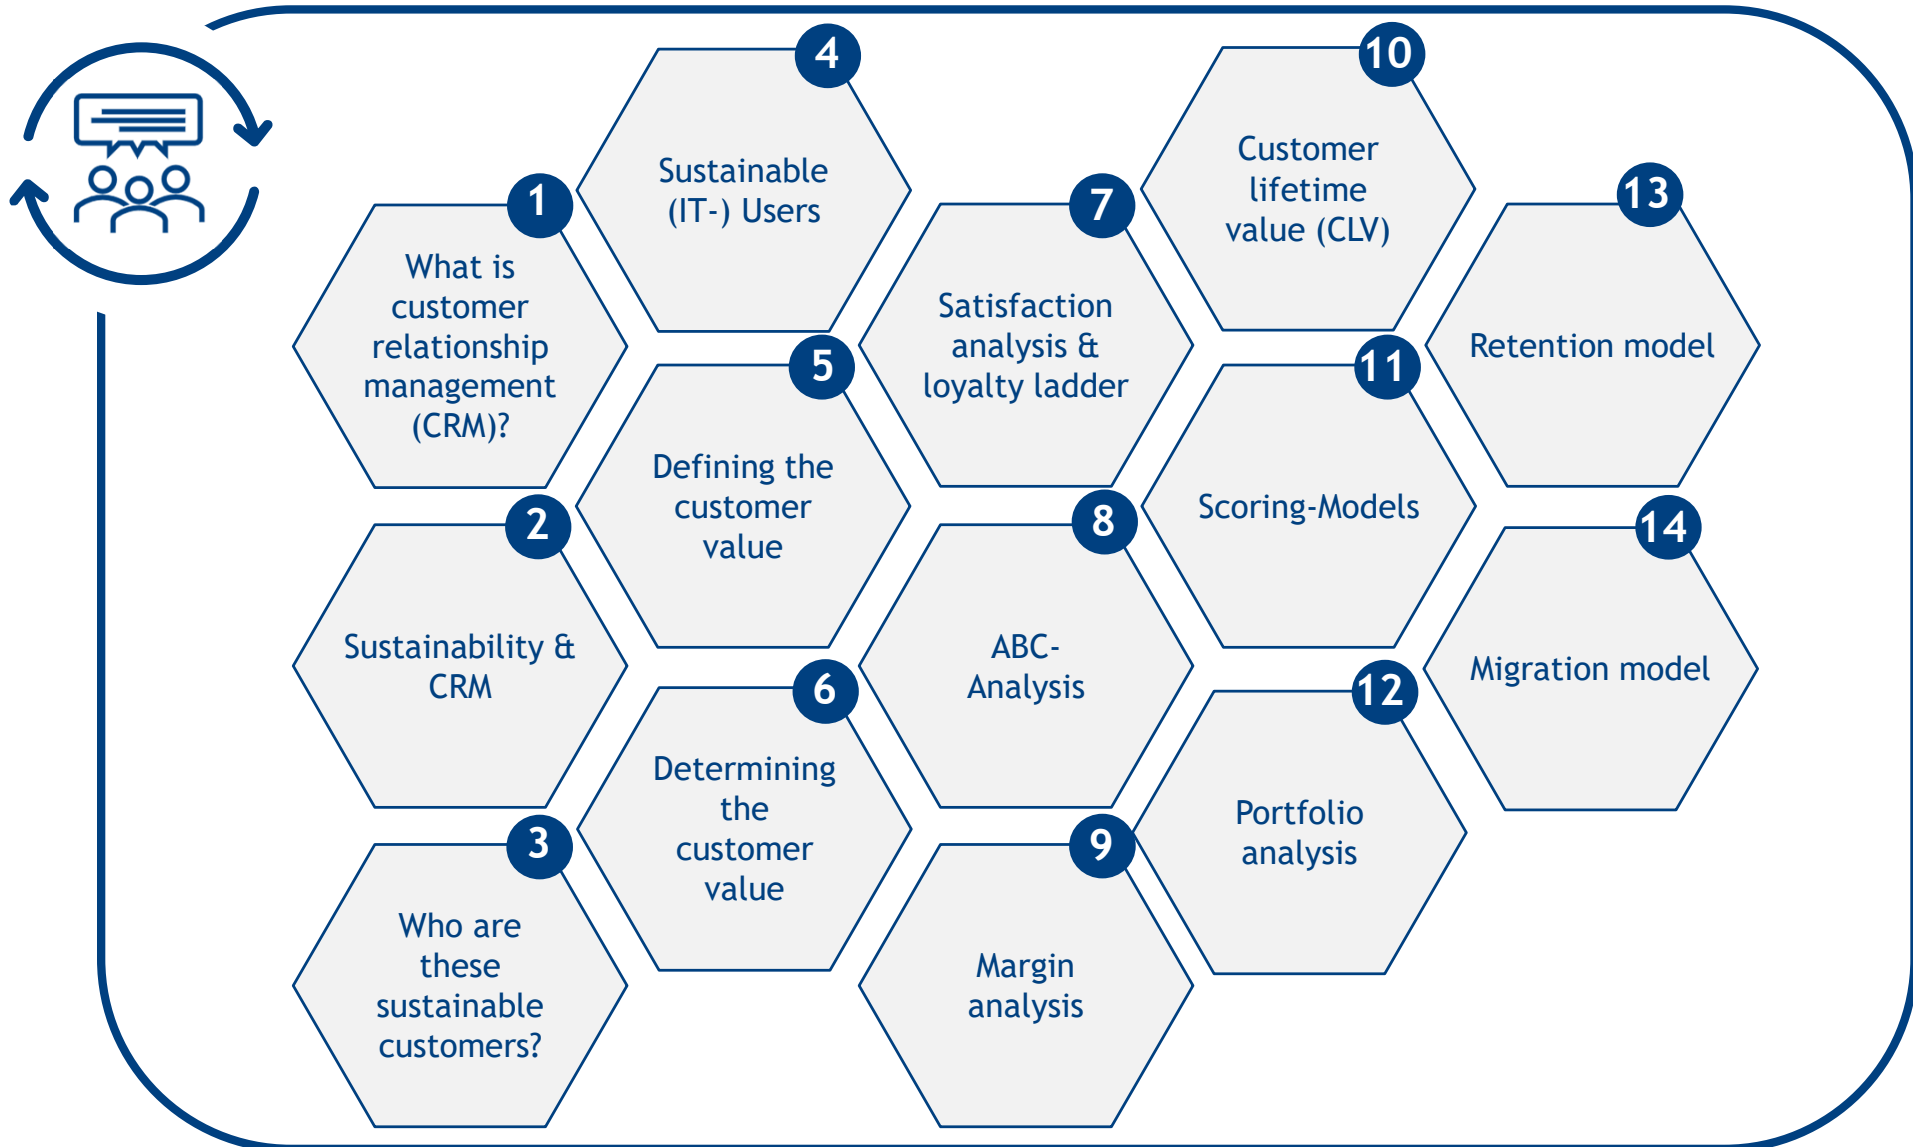 1
What is
customer
relationship
management
(CRM)?
2
Sustainability &
CRM
3
Who are
these
sustainable
customers?
4
Sustainable
(IT-) Users
5
Defining the
customer
value
6
Determining
the
customer
value
7
Satisfaction
analysis &
loyalty ladder
8
ABC-
Analysis
9
Margin
analysis
10
Customer
lifetime
value (CLV)
11
Scoring-Models
12
Portfolio
analysis
13
Retention model
14
Migration model